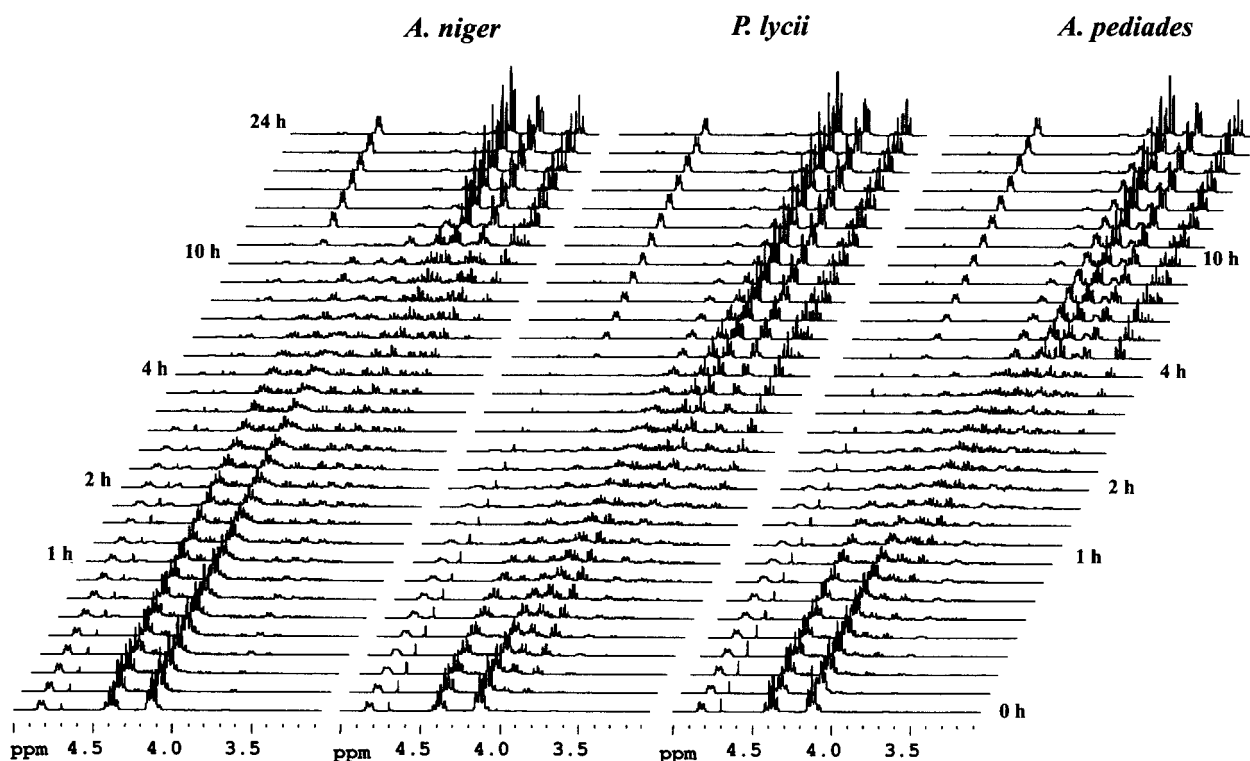 A. niger P. lycii A. pediades
24 h
10 h 10 h
4 h 4 h
2 h 2 h
1 h 1 h
0 h
ppm 4.5 4.0 3.5 ppm 4.5 4.0 3.5 ppm 4.5 4.0 3.5